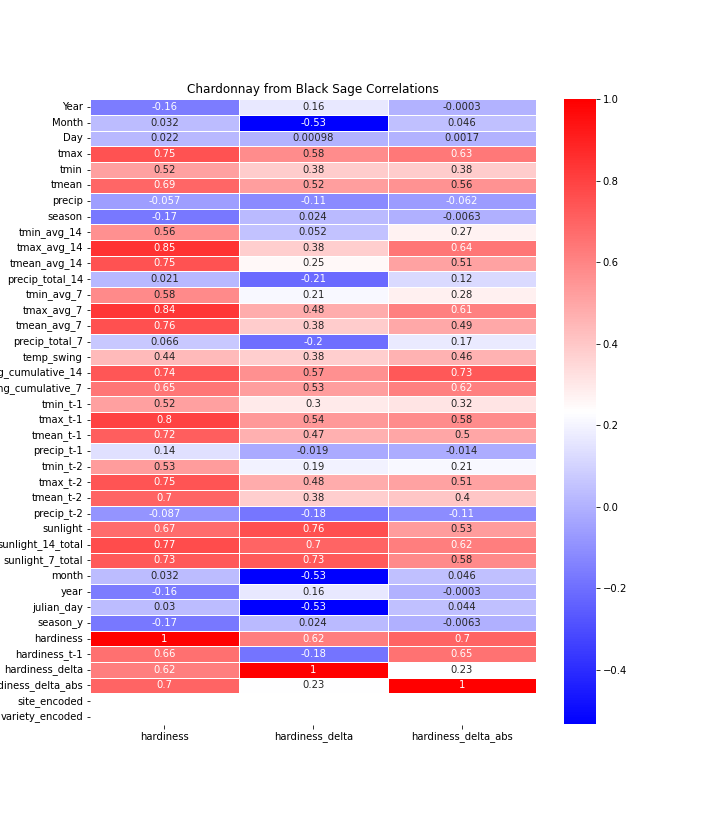 Chardonnay from Black Sage Correlations
Year -0.16 0.16 -0.0003
Month 0.032 -0.53 0.046
Day 0.022 0.00098 0.0017
tmax 0.75 0.58 0.63
tmin 0.52 0.38 0.38
tmean 0.69 0.52 0.56
precip -0.057 -0.11 -0.062
season -0.17 0.024 -0.0063
tmin_avg_14 0.56 0.052 0.27
tmax_avg_14 0.85 0.38 0.64
tmean_avg_14 0.75 0.25 0.51
precip_total_14 0.021 -0.21 0.12
tmin_avg_7 0.58 0.21 0.28
tmax_avg_7 0.84 0.48 0.61
tmean_avg_7 0.76 0.38 0.49
precip_total_7 0.066 -0.2 0.17
temp_swing 0.44 0.38 0.46
g_cumulative_14 0.74 0.57 0.73
ng_cumulative_7 0.65 0.53 0.62
tmin_t-1 0.52 0.3 0.32
tmax_t-1 0.8 0.54 0.58
tmean_t-1 0.72 0.47 0.5
precip_t-1 0.14 -0.019 -0.014
tmin_t-2 0.53 0.19 0.21
tmax_t-2 0.75 0.48 0.51
tmean_t-2 0.7 0.38 0.4
precip_t-2 -0.087 -0.18 -0.11
sunlight 0.67 0.76 0.53
sunlight_14_total 0.77 0.7 0.62
sunlight_7_total 0.73 0.73 0.58
month 0.032 -0.53 0.046
year -0.16 0.16 -0.0003
julian_day 0.03 -0.53 0.044
season_y -0.17 0.024 -0.0063
hardiness 1 0.62 0.7
hardiness_t-1 0.66 -0.18 0.65
hardiness_delta 0.62 1 0.23
diness_delta_abs 0.7 0.23 1
site_encoded
variety_encoded
hardiness hardiness_delta hardiness_delta_abs
1.0
0.8
0.6
0.4
0.2
0.0
−0.2
−0.4